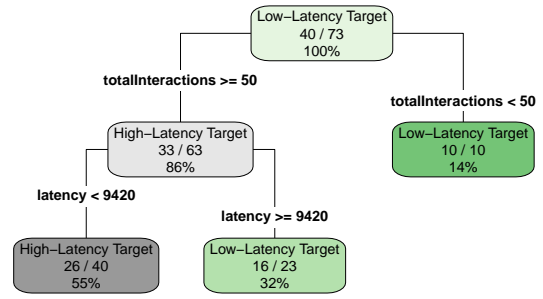 Low–Latency Target
40 / 73
100%
totalInteractions >= 50
totalInteractions < 50
High–Latency Target
33 / 63
86%
Low–Latency Target
10 / 10
14%
latency < 9420
latency >= 9420
High–Latency Target
26 / 40
55%
Low–Latency Target
16 / 23
32%